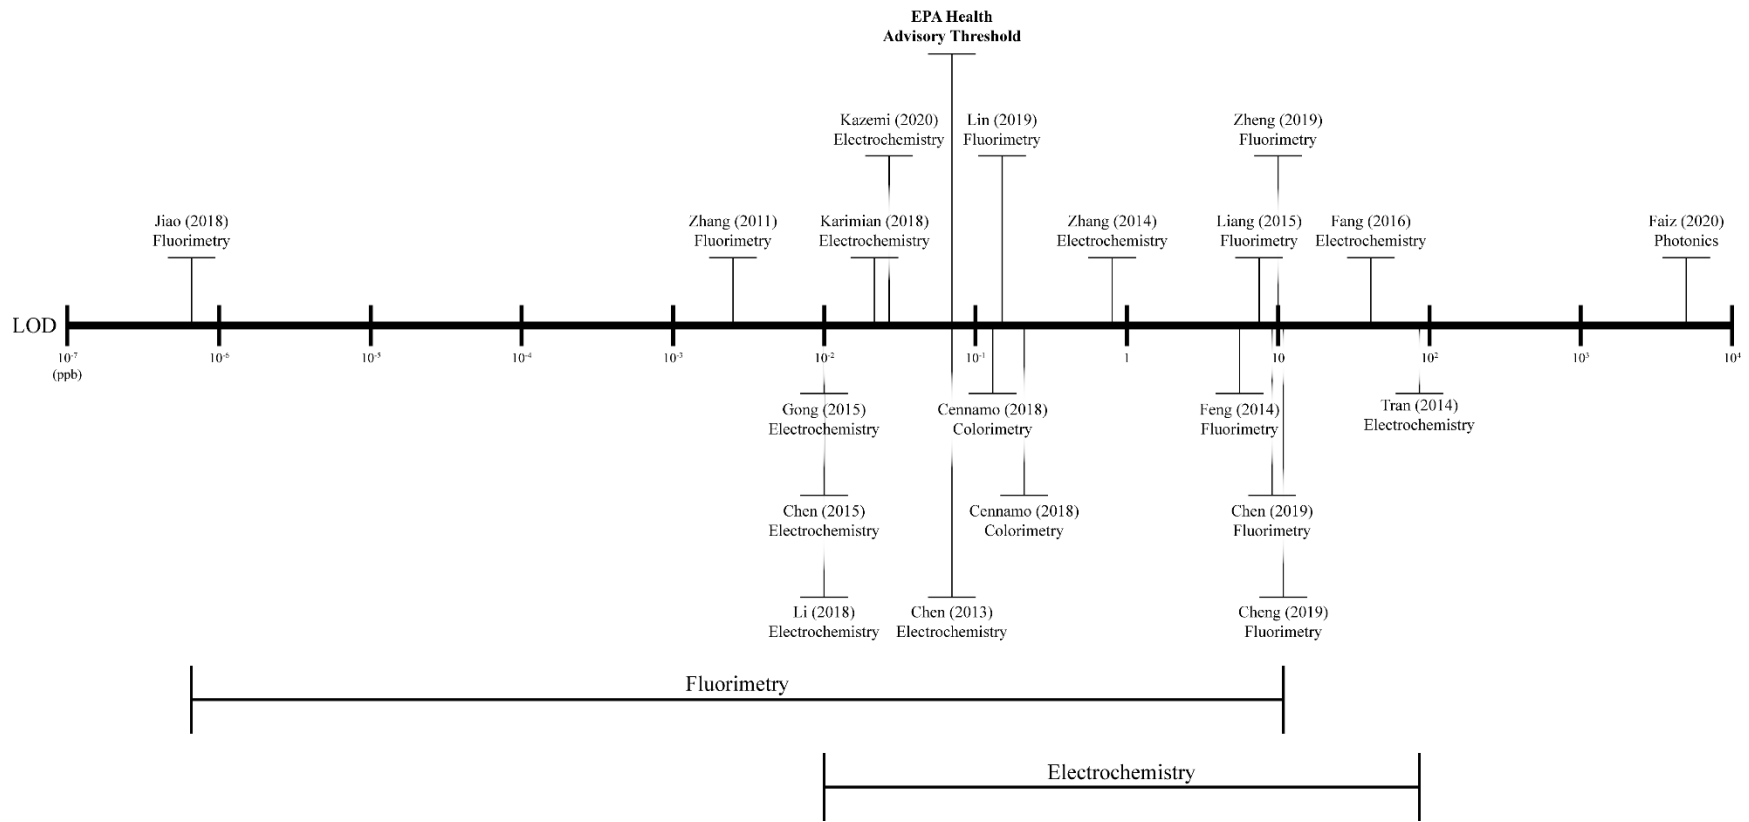 EPA Health
Advisory Threshold
Kazemi (2020)
Electrochemistry
Lin (2019)
Fluorimetry
Zheng (2019)
Fluorimetry
Jiao (2018)
Fluorimetry
Zhang (2011)
Fluorimetry
Karimian (2018)
Electrochemistry
Zhang (2014)
Electrochemistry
Liang (2015)
Fluorimetry
Fang (2016)
Electrochemistry
Faiz (2020)
Photonics
LOD
10⁻⁷ 10⁻⁶ 10⁻⁵ 10⁻⁴ 10⁻³ 10⁻² 10⁻¹ 1 10 10² 10³ 10⁴
(ppb)
Gong (2015)
Electrochemistry
Cennamo (2018)
Colorimetry
Feng (2014)
Fluorimetry
Tran (2014)
Electrochemistry
Chen (2015)
Electrochemistry
Cennamo (2018)
Colorimetry
Chen (2019)
Fluorimetry
Li (2018)
Electrochemistry
Chen (2013)
Electrochemistry
Cheng (2019)
Fluorimetry
Fluorimetry
Electrochemistry